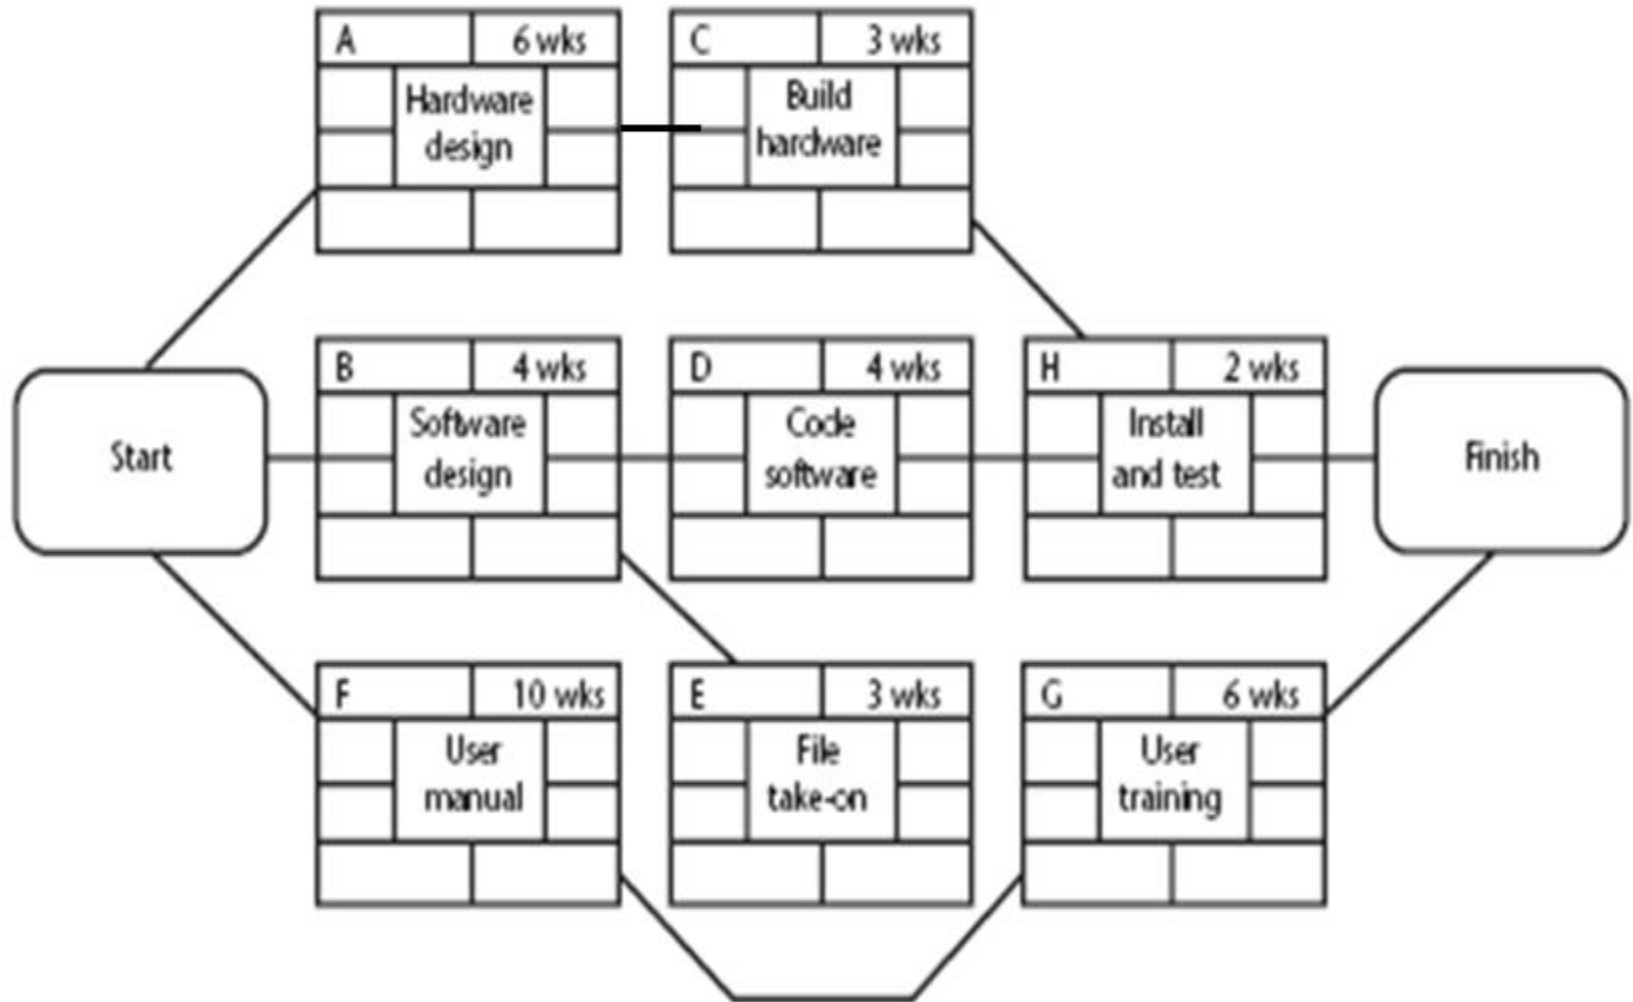 A 6 wks
Hardware
design
C 3 wks
Build
hardware
Start
B 4 wks
Software
design
D 4 wks
Code
software
H 2 wks
Install
and test
Finish
F 10 wks
User
manual
E 3 wks
File
take-on
G 6 wks
User
training